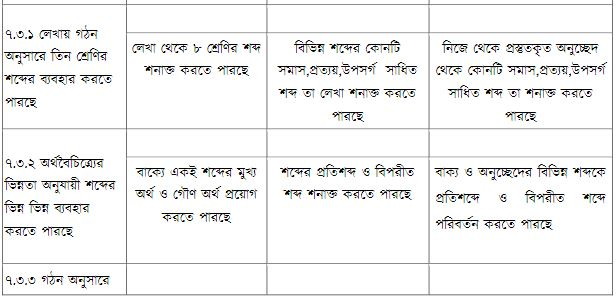 ৭.৩.১ লেখায় গঠন
অনুসারে তিন শ্রেণির
শব্দের ব্যবহার করতে
পারছে
লেখা থেকে ৮ শ্রেণির শব্দ
শনাক্ত করতে পারছে
বিভিন্ন শব্দের কোনটি
সমাস,প্রত্যয়,উপসর্গ সাধিত
শব্দ তা লেখা শনাক্ত করতে
পারছে
নিজে থেকে প্রস্তুতকৃত অনুচ্ছেদ
থেকে কোনটি সমাস,প্রত্যয়,উপসর্গ
সাধিত শব্দ তা শনাক্ত করতে
পারছে
৭.৩.২ অর্থবৈচিত্র্যের
ভিন্নতা অনুযায়ী শব্দের
ভিন্ন ভিন্ন ব্যবহার
করতে পারছে
বাক্যে একই শব্দের মুখ্য
অর্থ ও গৌণ অর্থ প্রয়োগ
করতে পারছে
শব্দের প্রতিশব্দ ও বিপরীত
শব্দ শনাক্ত করতে পারছে
বাক্য ও অনুচ্ছেদের বিভিন্ন শব্দকে
প্রতিশব্দে ও বিপরীত শব্দে
পরিবর্তন করতে পারছে
৭.৩.৩ গঠন অনুসারে